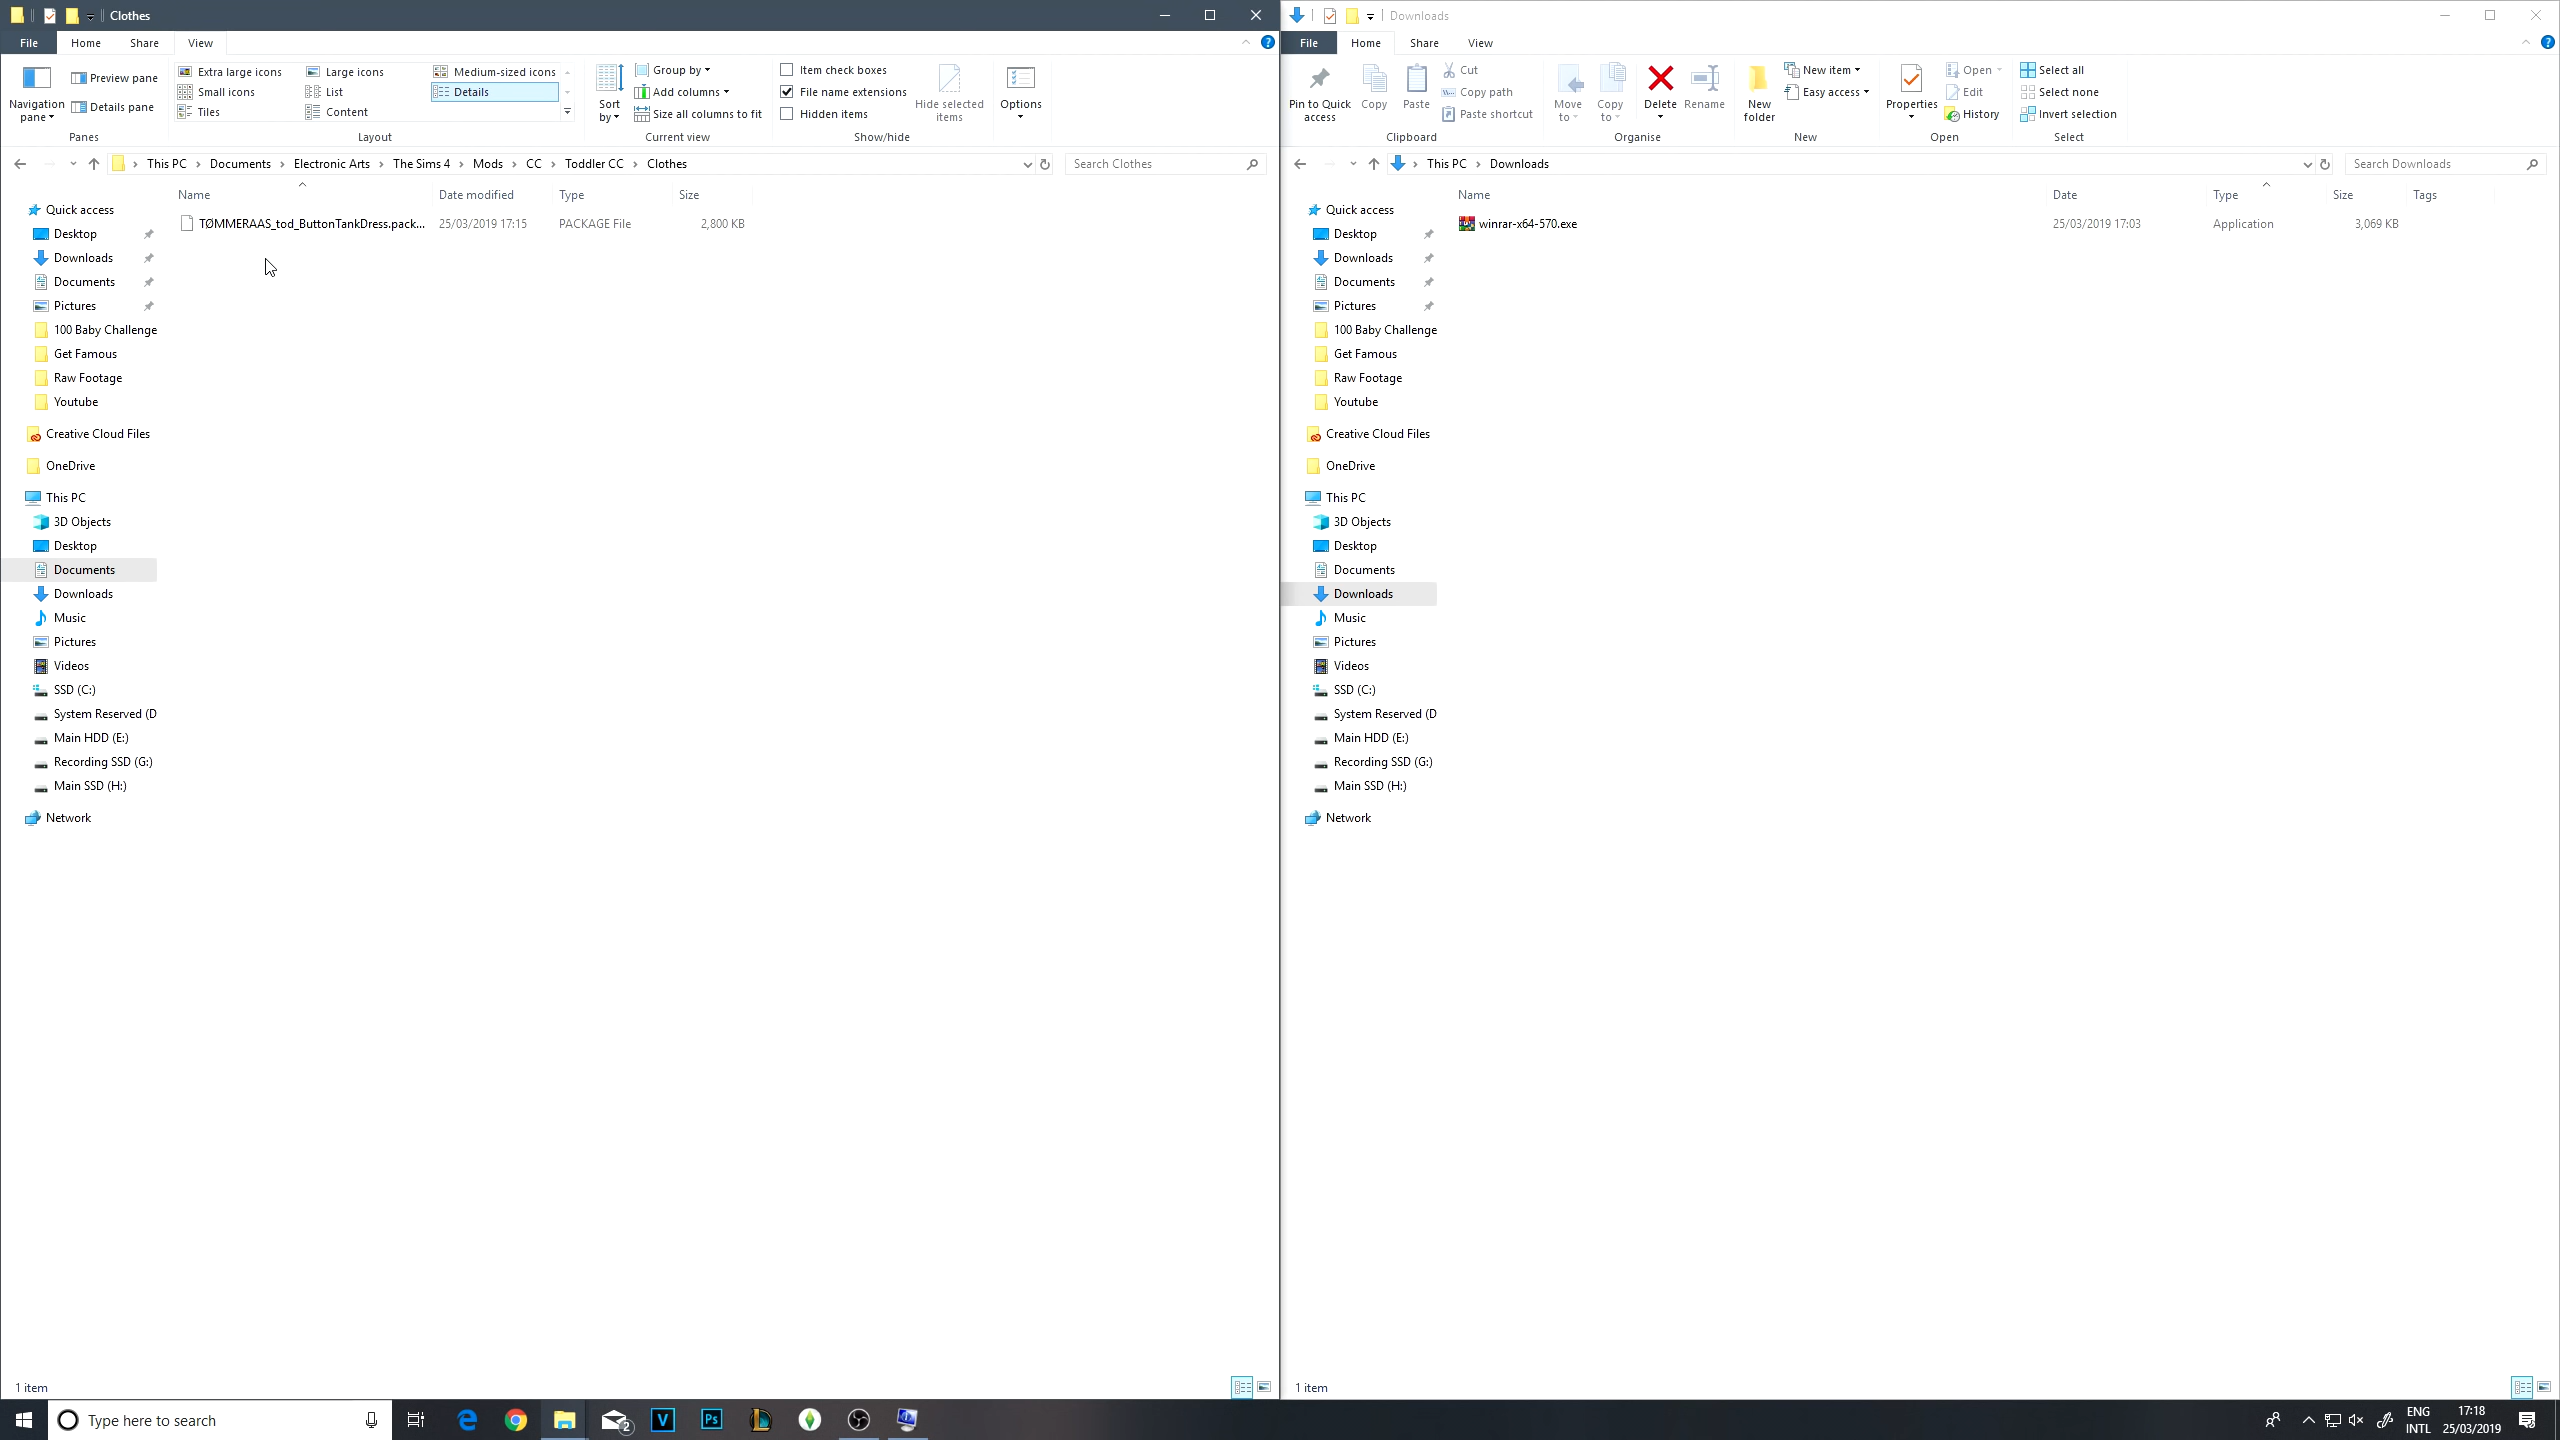 Clothes
File Home Share View
Navigation pane
Preview pane
Details pane
Panes
Extra large icons Large icons Medium-sized icons
Small icons List Details
Tiles Content
Layout
Sort by
Group by
Add columns
Size all columns to fit
Current view
Item check boxes
File name extensions
Hidden items
Hide selected items
Show/hide
Options
This PC Documents Electronic Arts The Sims 4 Mods CC Toddler CC Clothes
Search Clothes
Name Date modified Type Size
TØMMERAAS_tod_ButtonTankDress.pack... 25/03/2019 17:15 PACKAGE File 2,800 KB
Quick access
Desktop
Downloads
Documents
Pictures
100 Baby Challenge
Get Famous
Raw Footage
Youtube
Creative Cloud Files
OneDrive
This PC
3D Objects
Desktop
Documents
Downloads
Music
Pictures
Videos
SSD (C:)
System Reserved (D
Main HDD (E:)
Recording SSD (G:)
Main SSD (H:)
Network
1 item
Downloads
File Home Share View
Pin to Quick access
Copy
Paste
Cut
Copy path
Paste shortcut
Clipboard
Move to
Copy to
Delete
Rename
Organise
New folder
New item
Easy access
New
Properties
Open
Edit
History
Open
Select all
Select none
Invert selection
Select
This PC Downloads
Search Downloads
Name Date Type Size Tags
winrar-x64-570.exe 25/03/2019 17:03 Application 3,069 KB
Quick access
Desktop
Downloads
Documents
Pictures
100 Baby Challenge
Get Famous
Raw Footage
Youtube
Creative Cloud Files
OneDrive
This PC
3D Objects
Desktop
Documents
Downloads
Music
Pictures
Videos
SSD (C:)
System Reserved (D
Main HDD (E:)
Recording SSD (G:)
Main SSD (H:)
Network
1 item
Type here to search
2
V
Ps
ENG
INTL
17:18
25/03/2019